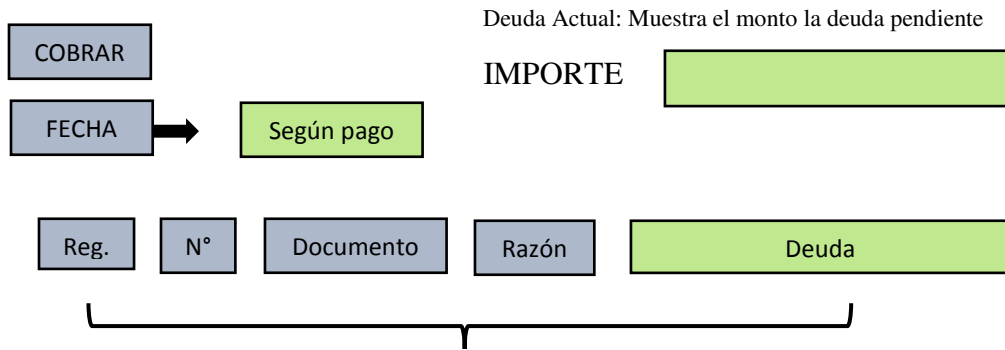 Deuda Actual: Muestra el monto la deuda pendiente
COBRAR
IMPORTE
FECHA
Según pago
Reg.
N°
Documento
Razón
Deuda